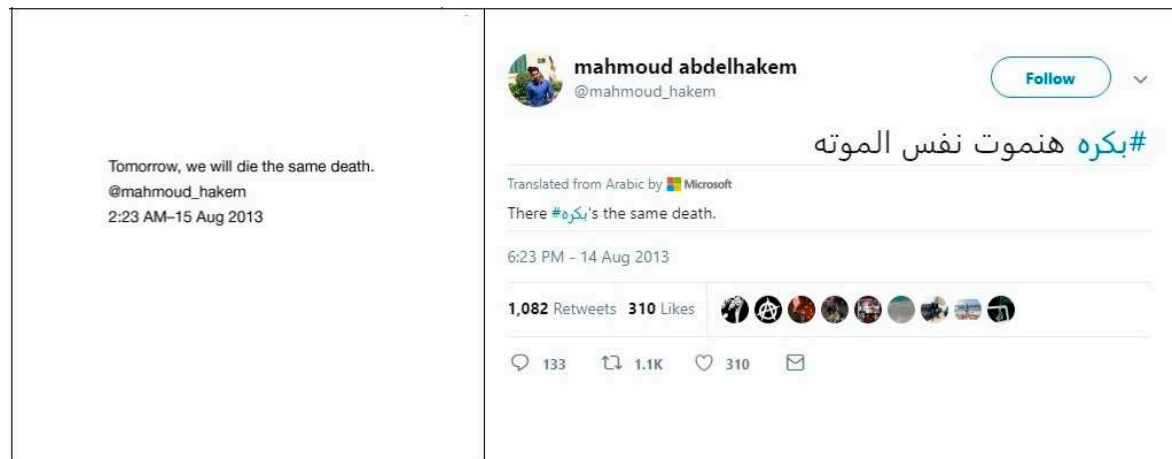 Tomorrow, we will die the same death.
@mahmoud_hakem
2:23 AM–15 Aug 2013
mahmoud abdelhakem
@mahmoud_hakem
Follow
#بكره هنموت نفس الموته
Translated from Arabic by Microsoft
There #بكره's the same death.
6:23 PM - 14 Aug 2013
1,082 Retweets 310 Likes
133 1.1K 310